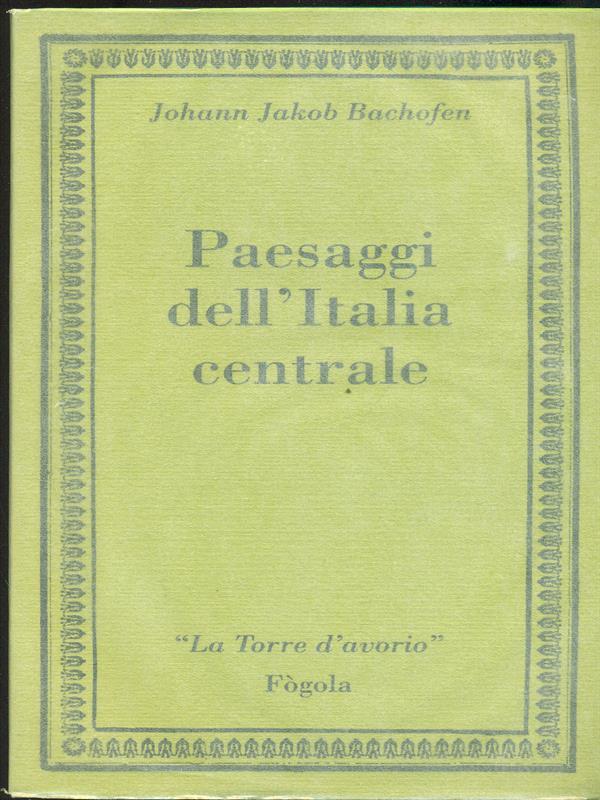 Johann Jakob Bachofen
Paesaggi
dell'Italia
centrale
“La Torre d'avorio”
Fògola